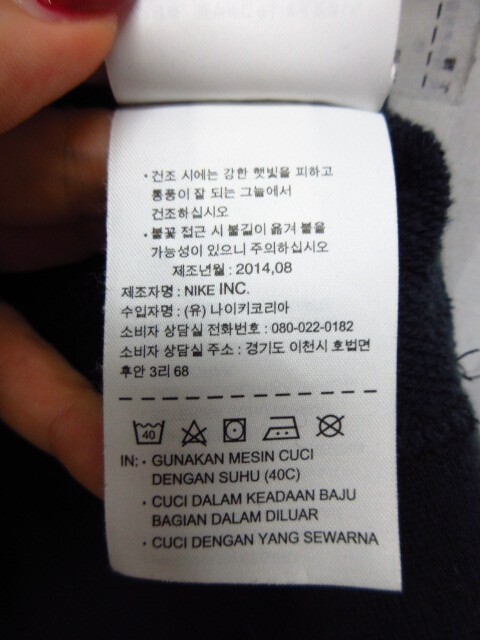 • 건조 시에는 강한 햇빛을 피하고
통풍이 잘 되는 그늘에서
건조하십시오
• 불꽃 접근 시 불길이 옮겨 붙을
가능성이 있으니 주의하십시오
제조년월 : 2014,08
제조자명 : NIKE INC.
수입자명 : (유) 나이키코리아
소비자 상담실 전화번호 : 080-022-0182
소비자 상담실 주소 : 경기도 이천시 호법면
후안 3리 68
40
IN: • GUNAKAN MESIN CUCI
DENGAN SUHU (40C)
• CUCI DALAM KEADAAN BAJU
BAGIAN DALAM DILUAR
• CUCI DENGAN YANG SEWARNA